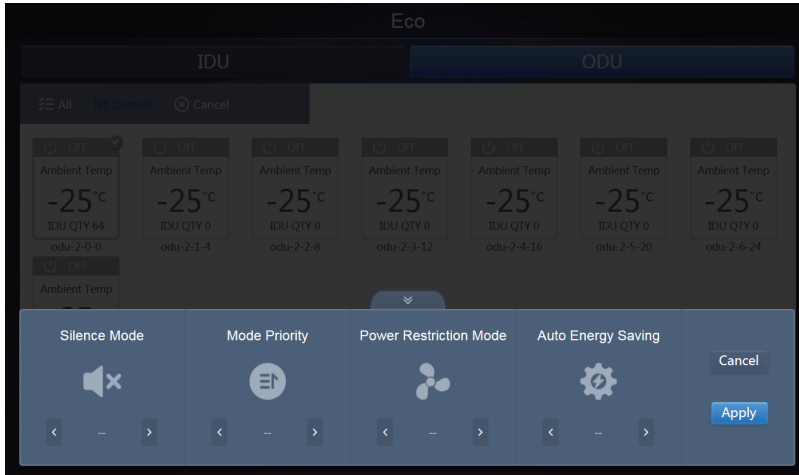 Eco
IDU ODU
All Control Cancel
OFF OFF OFF OFF OFF OFF OFF
Ambient Temp Ambient Temp Ambient Temp Ambient Temp Ambient Temp Ambient Temp Ambient Temp
-25°C -25°C -25°C -25°C -25°C -25°C -25°C
IDU QTY 64 IDU QTY 0 IDU QTY 0 IDU QTY 0 IDU QTY 0 IDU QTY 0 IDU QTY 0
odu-2-0-0 odu-2-1-4 odu-2-2-8 odu-2-3-12 odu-2-4-16 odu-2-5-20 odu-2-6-24
OFF
Ambient Temp
Silence Mode Mode Priority Power Restriction Mode Auto Energy Saving
Cancel
Apply
< -- > < -- > < -- > < -- >